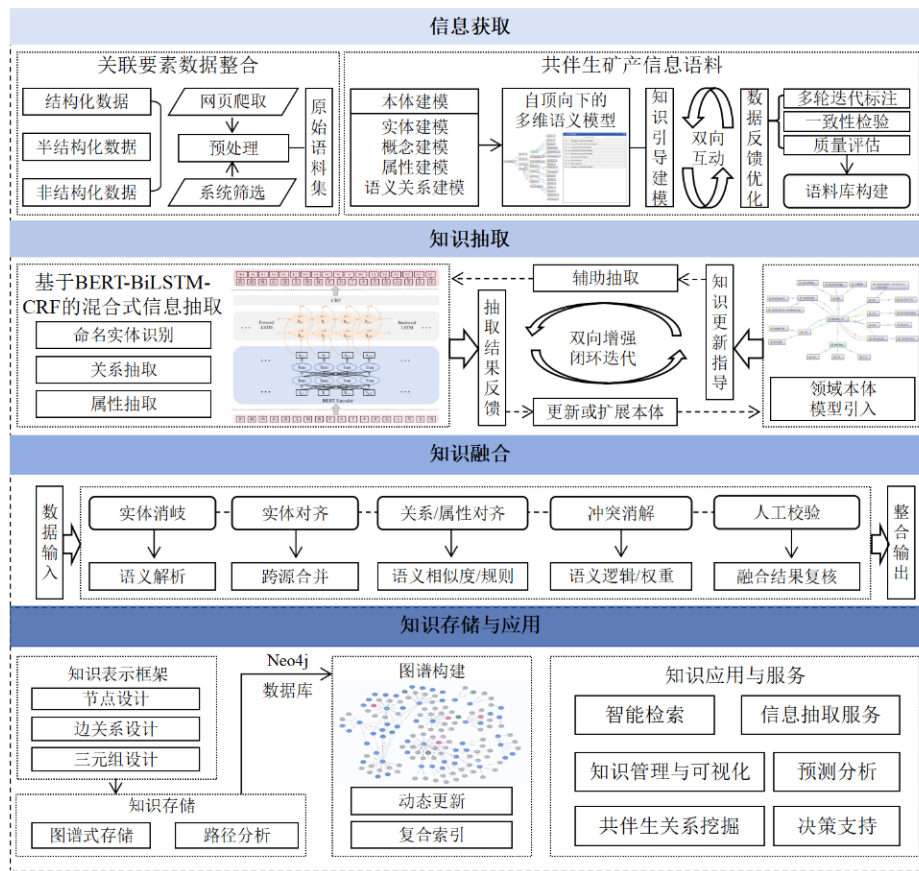 信息获取
关联要素数据整合
结构化数据
半结构化数据
非结构化数据
网页爬取
预处理
系统筛选
原始语料集
共伴生矿产信息语料
本体建模
实体建模
概念建模
属性建模
语义关系建模
自顶向下的
多维语义模型
知识引导建模
双向
互动
数据反馈优化
多轮迭代标注
一致性检验
质量评估
语料库构建
知识抽取
基于BERT-BiLSTM-
CRF的混合式信息抽取
命名实体识别
关系抽取
属性抽取
CRF
Forward
LSTM
Backward
LSTM
BERT Encoder
抽取结果反馈
辅助抽取
双向增强
闭环迭代
更新或扩展本体
知识更新指导
领域本体
模型引入
知识融合
数据输入
实体消岐
实体对齐
关系/属性对齐
冲突消解
人工校验
语义解析
跨源合并
语义相似度/规则
语义逻辑/权重
融合结果复核
整合输出
知识存储与应用
知识表示框架
节点设计
边关系设计
三元组设计
知识存储
图谱式存储
路径分析
Neo4j
数据库
图谱构建
动态更新
复合索引
知识应用与服务
智能检索
信息抽取服务
知识管理与可视化
预测分析
共伴生关系挖掘
决策支持